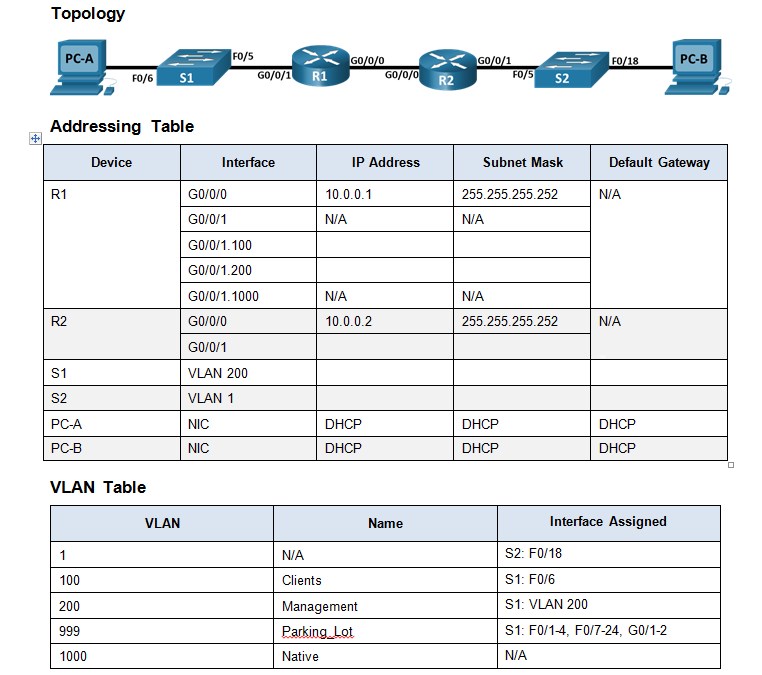 Topology
PC-A
F0/6
S1
F0/5
G0/0/1
R1
G0/0/0
G0/0/0
R2
G0/0/1
F0/5
S2
F0/18
PC-B
Addressing Table
Device Interface IP Address Subnet Mask Default Gateway
R1 G0/0/0 10.0.0.1 255.255.255.252 N/A
G0/0/1 N/A N/A
G0/0/1.100
G0/0/1.200
G0/0/1.1000 N/A N/A
R2 G0/0/0 10.0.0.2 255.255.255.252 N/A
G0/0/1
S1 VLAN 200
S2 VLAN 1
PC-A NIC DHCP DHCP DHCP
PC-B NIC DHCP DHCP DHCP
VLAN Table
VLAN Name Interface Assigned
1 N/A S2: F0/18
100 Clients S1: F0/6
200 Management S1: VLAN 200
999 Parking_Lot S1: F0/1-4, F0/7-24, G0/1-2
1000 Native N/A